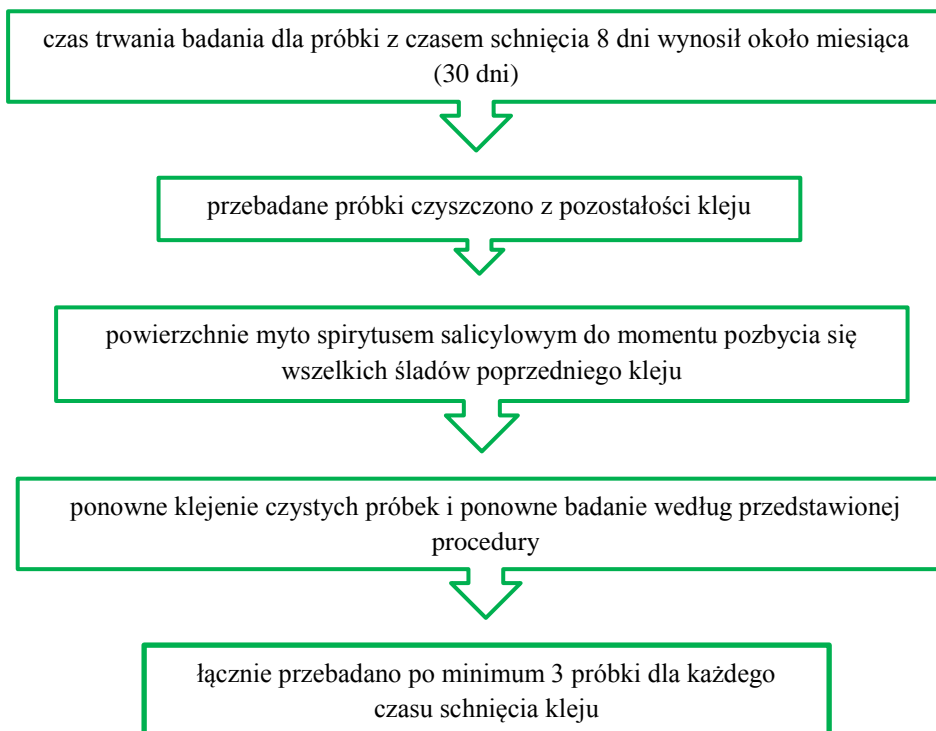 czas trwania badania dla próbki z czasem schnięcia 8 dni wynosił około miesiąca
(30 dni)
przebadane próbki czyszczono z pozostałości kleju
powierzchnie myto spirytusem salicylowym do momentu pozbycia się
wszelkich śladów poprzedniego kleju
ponowne klejenie czystych próbek i ponowne badanie według przedstawionej
procedury
łącznie przebadano po minimum 3 próbki dla każdego
czasu schnięcia kleju